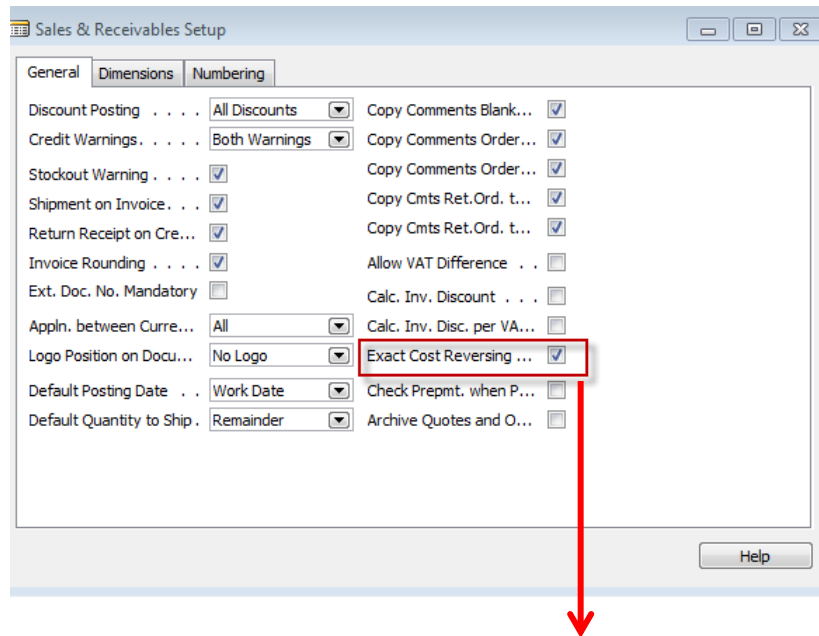 Sales & Receivables Setup
General Dimensions Numbering
Discount Posting . . . . All Discounts
Credit Warnings. . . . . Both Warnings
Stockout Warning . . . .
Shipment on Invoice. . .
Return Receipt on Cre...
Invoice Rounding . . . .
Ext. Doc. No. Mandatory
Appln. between Curre... All
Logo Position on Docu... No Logo
Default Posting Date . . Work Date
Default Quantity to Ship. Remainder
Copy Comments Blank...
Copy Comments Order...
Copy Comments Order...
Copy Cmts Ret.Ord. t...
Copy Cmts Ret.Ord. t...
Allow VAT Difference . .
Calc. Inv. Discount . . .
Calc. Inv. Disc. per VA...
Exact Cost Reversing ...
Check Prepmt. when P...
Archive Quotes and O...
Help